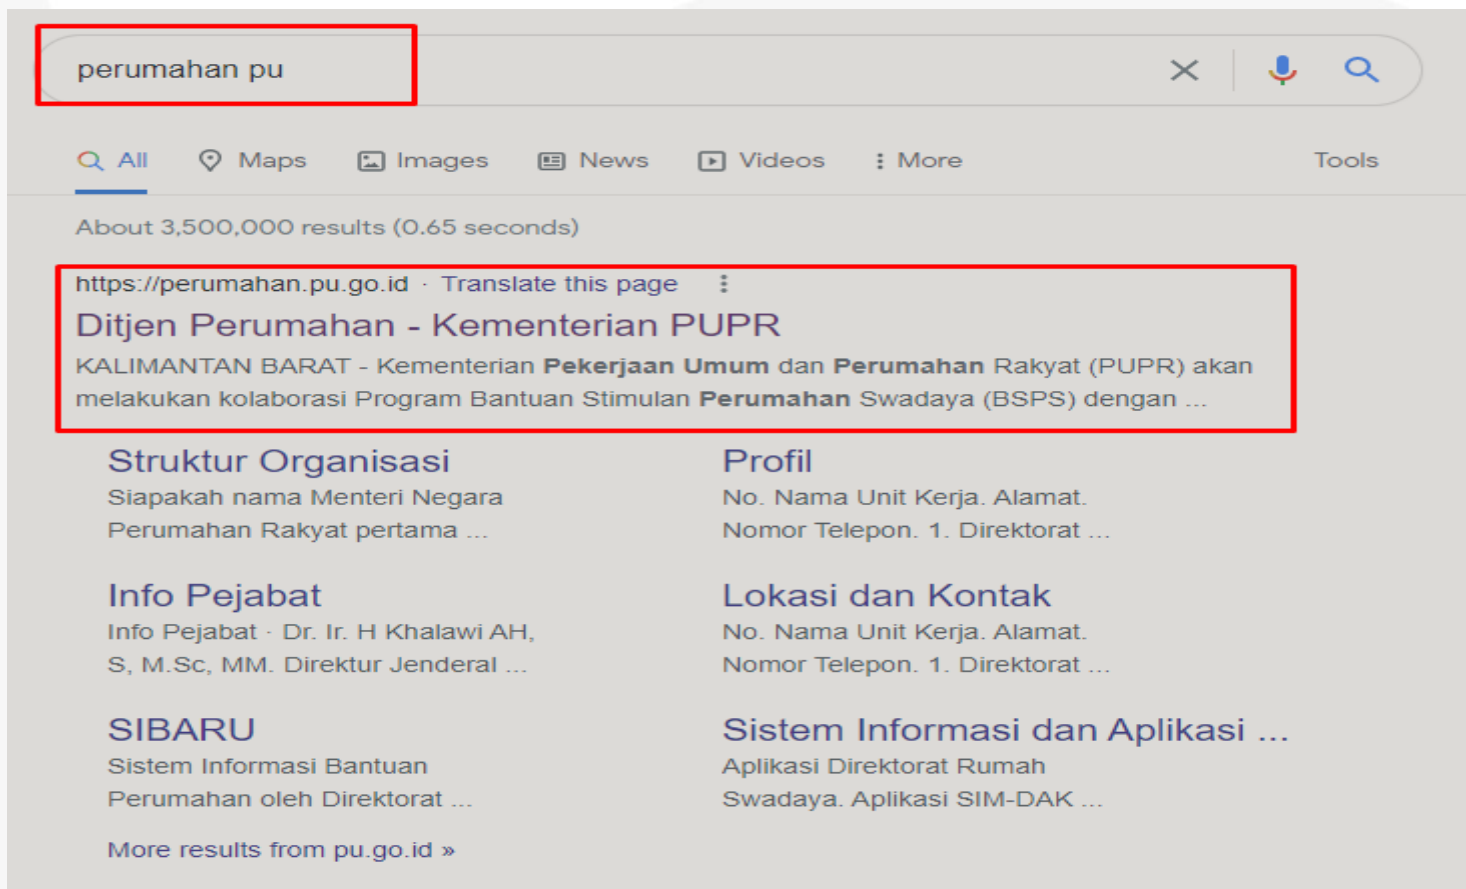 perumahan pu
All Maps Images News Videos More Tools
About 3,500,000 results (0.65 seconds)
https://perumahan.pu.go.id · Translate this page
Ditjen Perumahan - Kementerian PUPR
KALIMANTAN BARAT - Kementerian Pekerjaan Umum dan Perumahan Rakyat (PUPR) akan
melakukan kolaborasi Program Bantuan Stimulan Perumahan Swadaya (BSPS) dengan ...
Struktur Organisasi
Siapakah nama Menteri Negara
Perumahan Rakyat pertama ...
Profil
No. Nama Unit Kerja. Alamat.
Nomor Telepon. 1. Direktorat ...
Info Pejabat
Info Pejabat · Dr. Ir. H Khalawi AH,
S, M.Sc, MM. Direktur Jenderal ...
Lokasi dan Kontak
No. Nama Unit Kerja. Alamat.
Nomor Telepon. 1. Direktorat ...
SIBARU
Sistem Informasi Bantuan
Perumahan oleh Direktorat ...
Sistem Informasi dan Aplikasi ...
Aplikasi Direktorat Rumah
Swadaya. Aplikasi SIM-DAK ...
More results from pu.go.id »